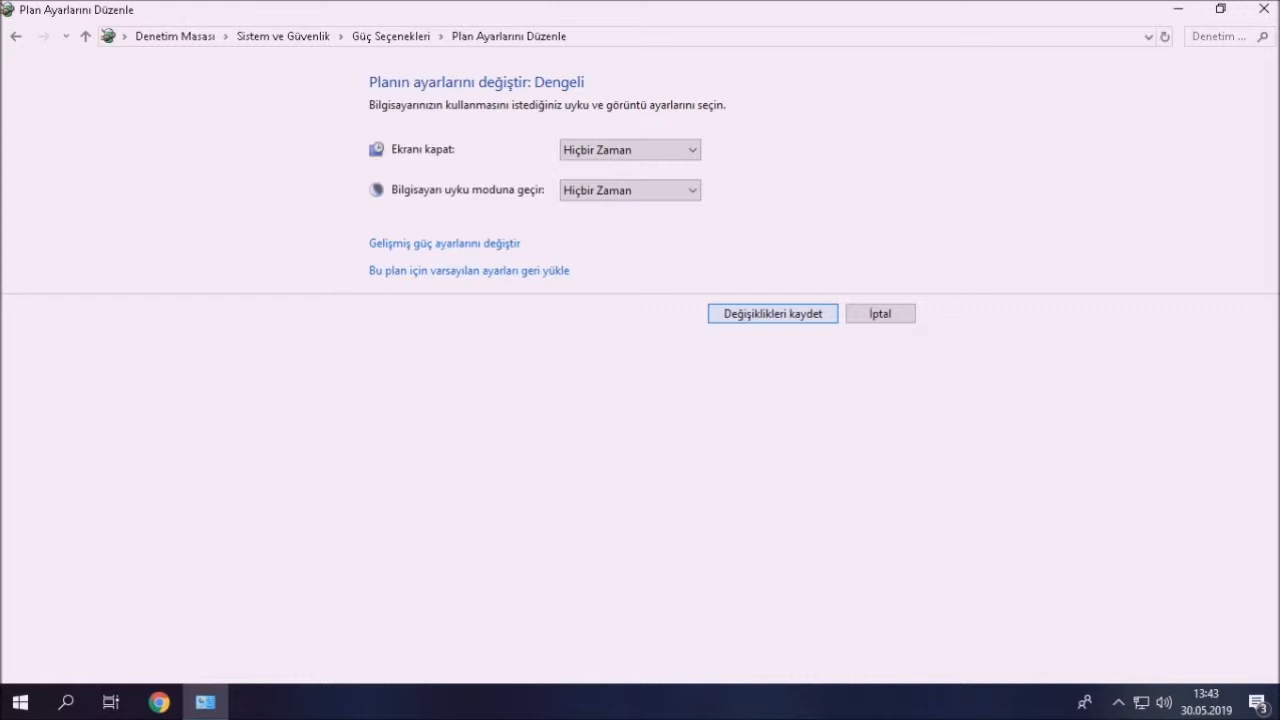 Plan Ayarlarını Düzenle
Denetim Masası › Sistem ve Güvenlik › Güç Seçenekleri › Plan Ayarlarını Düzenle
Denetim ...
Planın ayarlarını değiştir: Dengeli
Bilgisayarınızın kullanmasını istediğiniz uyku ve görüntü ayarlarını seçin.
Ekranı kapat: Hiçbir Zaman
Bilgisayarı uyku moduna geçir: Hiçbir Zaman
Gelişmiş güç ayarlarını değiştir
Bu plan için varsayılan ayarları geri yükle
Değişiklikleri kaydet İptal
13:43
30.05.2019
3